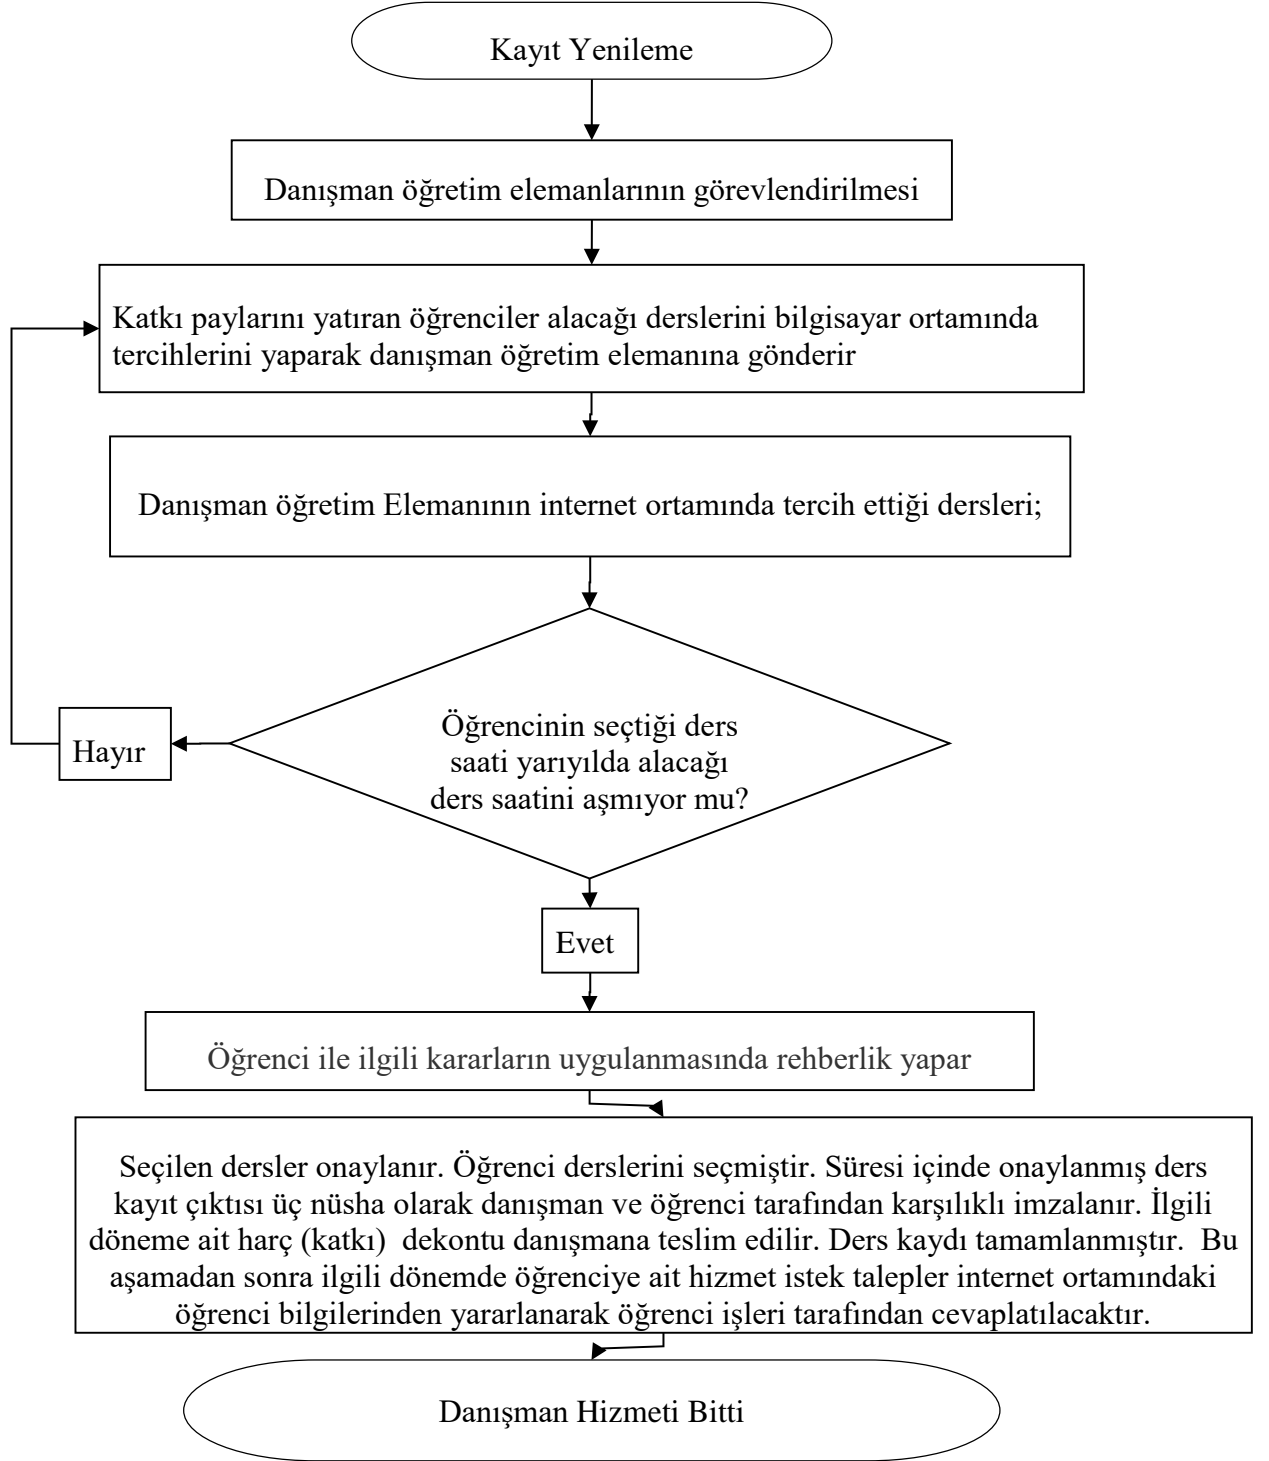 Kayıt Yenileme
Danışman öğretim elemanlarının görevlendirilmesi
Katkı paylarını yatıran öğrenciler alacağı derslerini bilgisayar ortamında
tercihlerini yaparak danışman öğretim elemanına gönderir
Danışman öğretim Elemanının internet ortamında tercih ettiği dersleri;
Öğrencinin seçtiği ders
saati yarıyılda alacağı
ders saatini aşmıyor mu?
Hayır
Evet
Öğrenci ile ilgili kararların uygulanmasında rehberlik yapar
Seçilen dersler onaylanır. Öğrenci derslerini seçmiştir. Süresi içinde onaylanmış ders
kayıt çıktısı üç nüsha olarak danışman ve öğrenci tarafından karşılıklı imzalanır. İlgili
döneme ait harç (katkı)  dekontu danışmana teslim edilir. Ders kaydı tamamlanmıştır.  Bu
aşamadan sonra ilgili dönemde öğrenciye ait hizmet istek talepler internet ortamındaki
öğrenci bilgilerinden yararlanarak öğrenci işleri tarafından cevaplatılacaktır.
Danışman Hizmeti Bitti